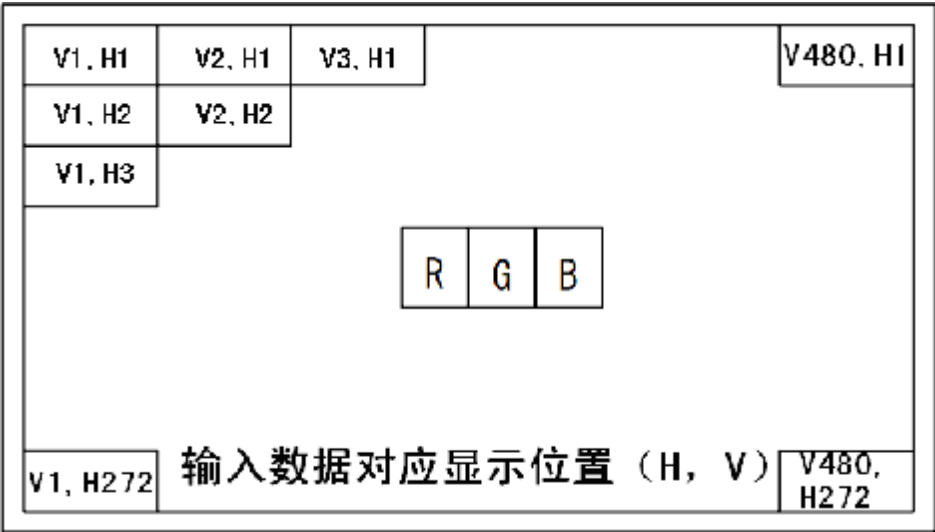 V1, H1 V2, H1 V3, H1 V480, H1
V1, H2 V2, H2
V1, H3
R G B
V1, H272 输入数据对应显示位置（H，V） V480,
H272